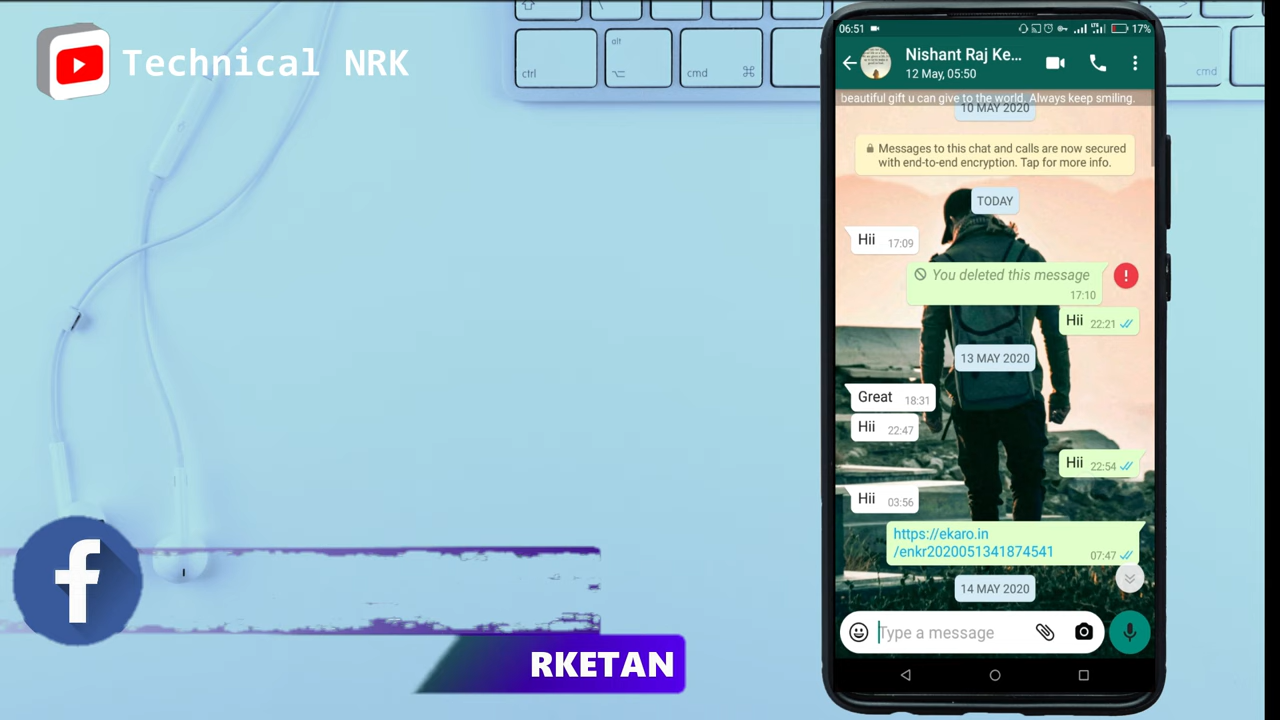 Technical NRK
ctrl
alt
cmd
cmd
RKETAN
06:51
17%
Nishant Raj Ke...
12 May, 05:50
beautiful gift u can give to the world. Always keep smiling.
10 MAY 2020
Messages to this chat and calls are now secured
with end-to-end encryption. Tap for more info.
TODAY
Hii 17:09
You deleted this message
17:10
Hii 22:21
13 MAY 2020
Great 18:31
Hii 22:47
Hii 22:54
Hii 03:56
https://ekaro.in
/enkr2020051341874541 07:47
14 MAY 2020
Type a message